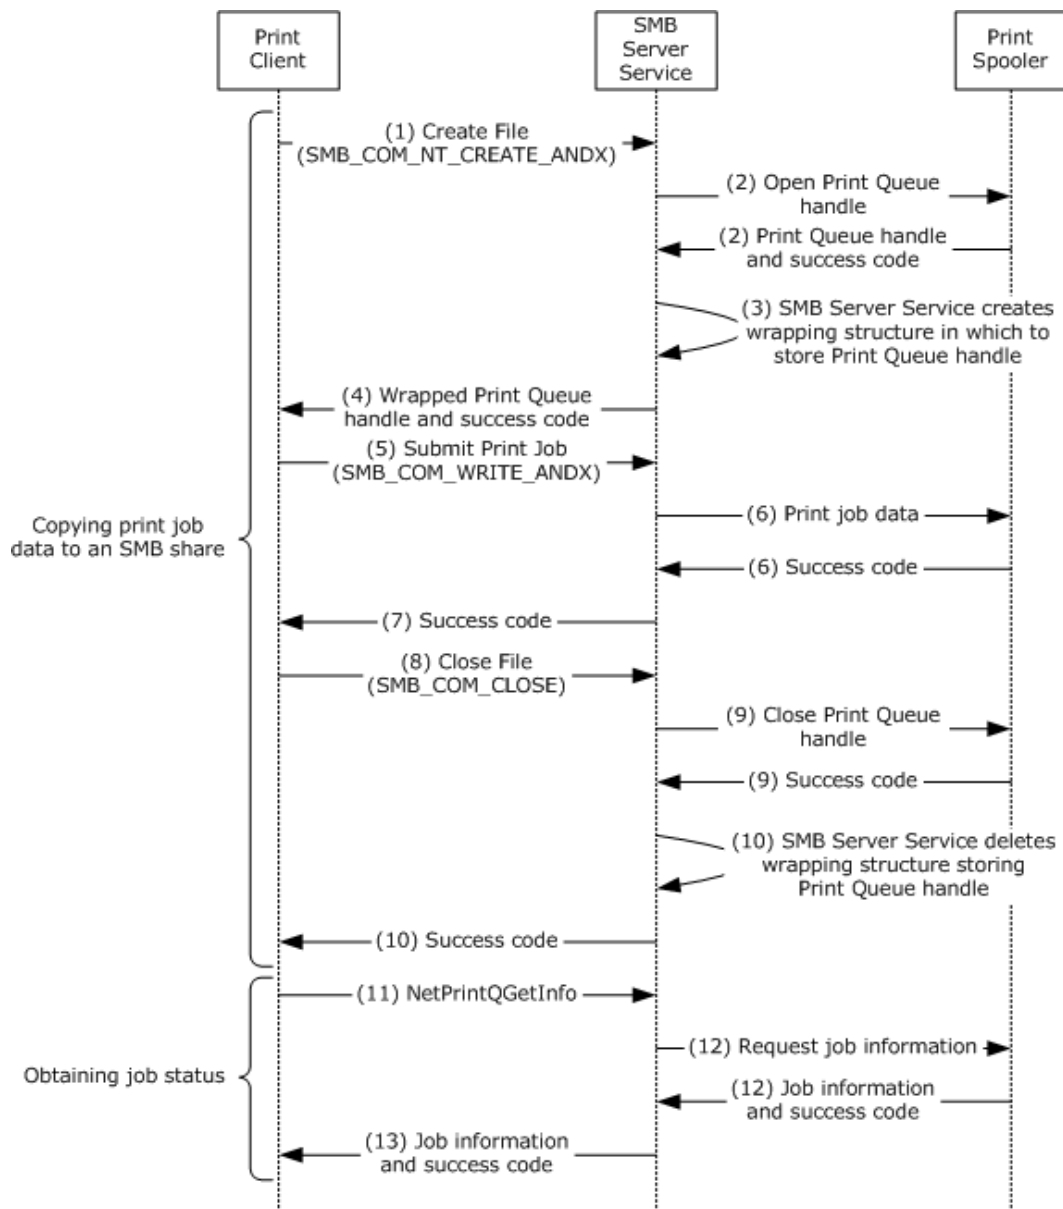 Print
Client
SMB
Server
Service
Print
Spooler
(1) Create File
(SMB_COM_NT_CREATE_ANDX)
(2) Open Print Queue
handle
(2) Print Queue handle
and success code
(3) SMB Server Service creates
wrapping structure in which to
store Print Queue handle
(4) Wrapped Print Queue
handle and success code
(5) Submit Print Job
(SMB_COM_WRITE_ANDX)
Copying print job
data to an SMB share
(6) Print job data
(6) Success code
(7) Success code
(8) Close File
(SMB_COM_CLOSE)
(9) Close Print Queue
handle
(9) Success code
(10) SMB Server Service deletes
wrapping structure storing
Print Queue handle
(10) Success code
(11) NetPrintQGetInfo
(12) Request job information
Obtaining job status
(12) Job information
and success code
(13) Job information
and success code